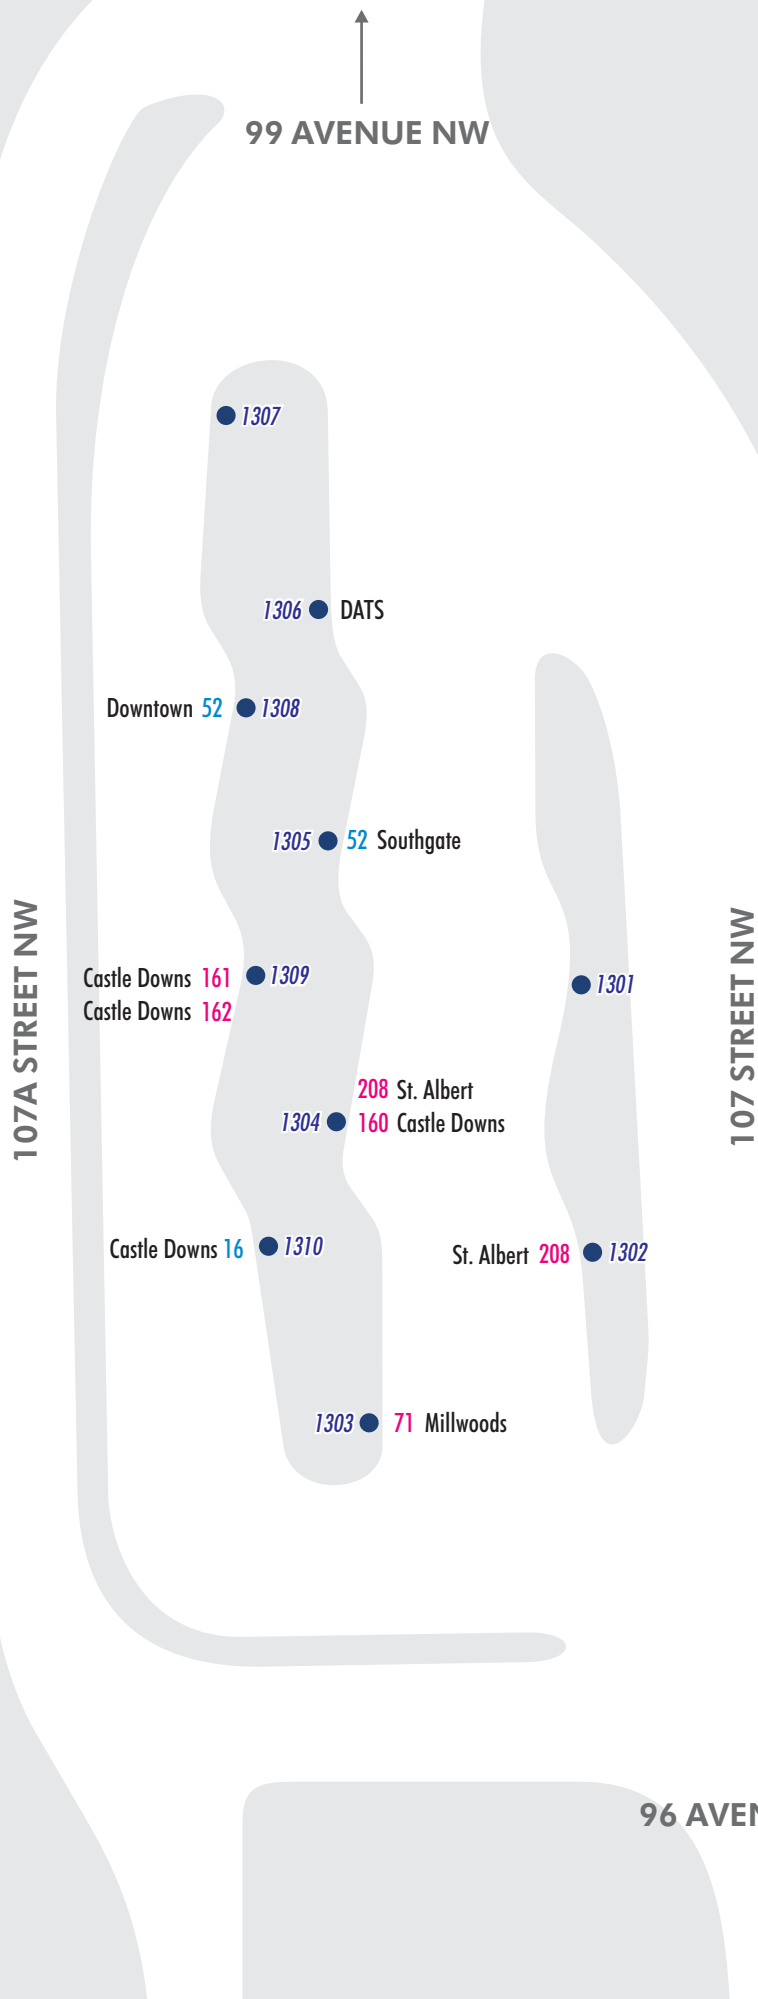 99 AVENUE NW
1307
1306 DATS
Downtown 52 1308
1305 52 Southgate
Castle Downs 161 1309
Castle Downs 162
1301
107A STREET NW
107 STREET NW
208 St. Albert
1304 160 Castle Downs
Castle Downs 16 1310
St. Albert 208 1302
1303 71 Millwoods
96 AVEN